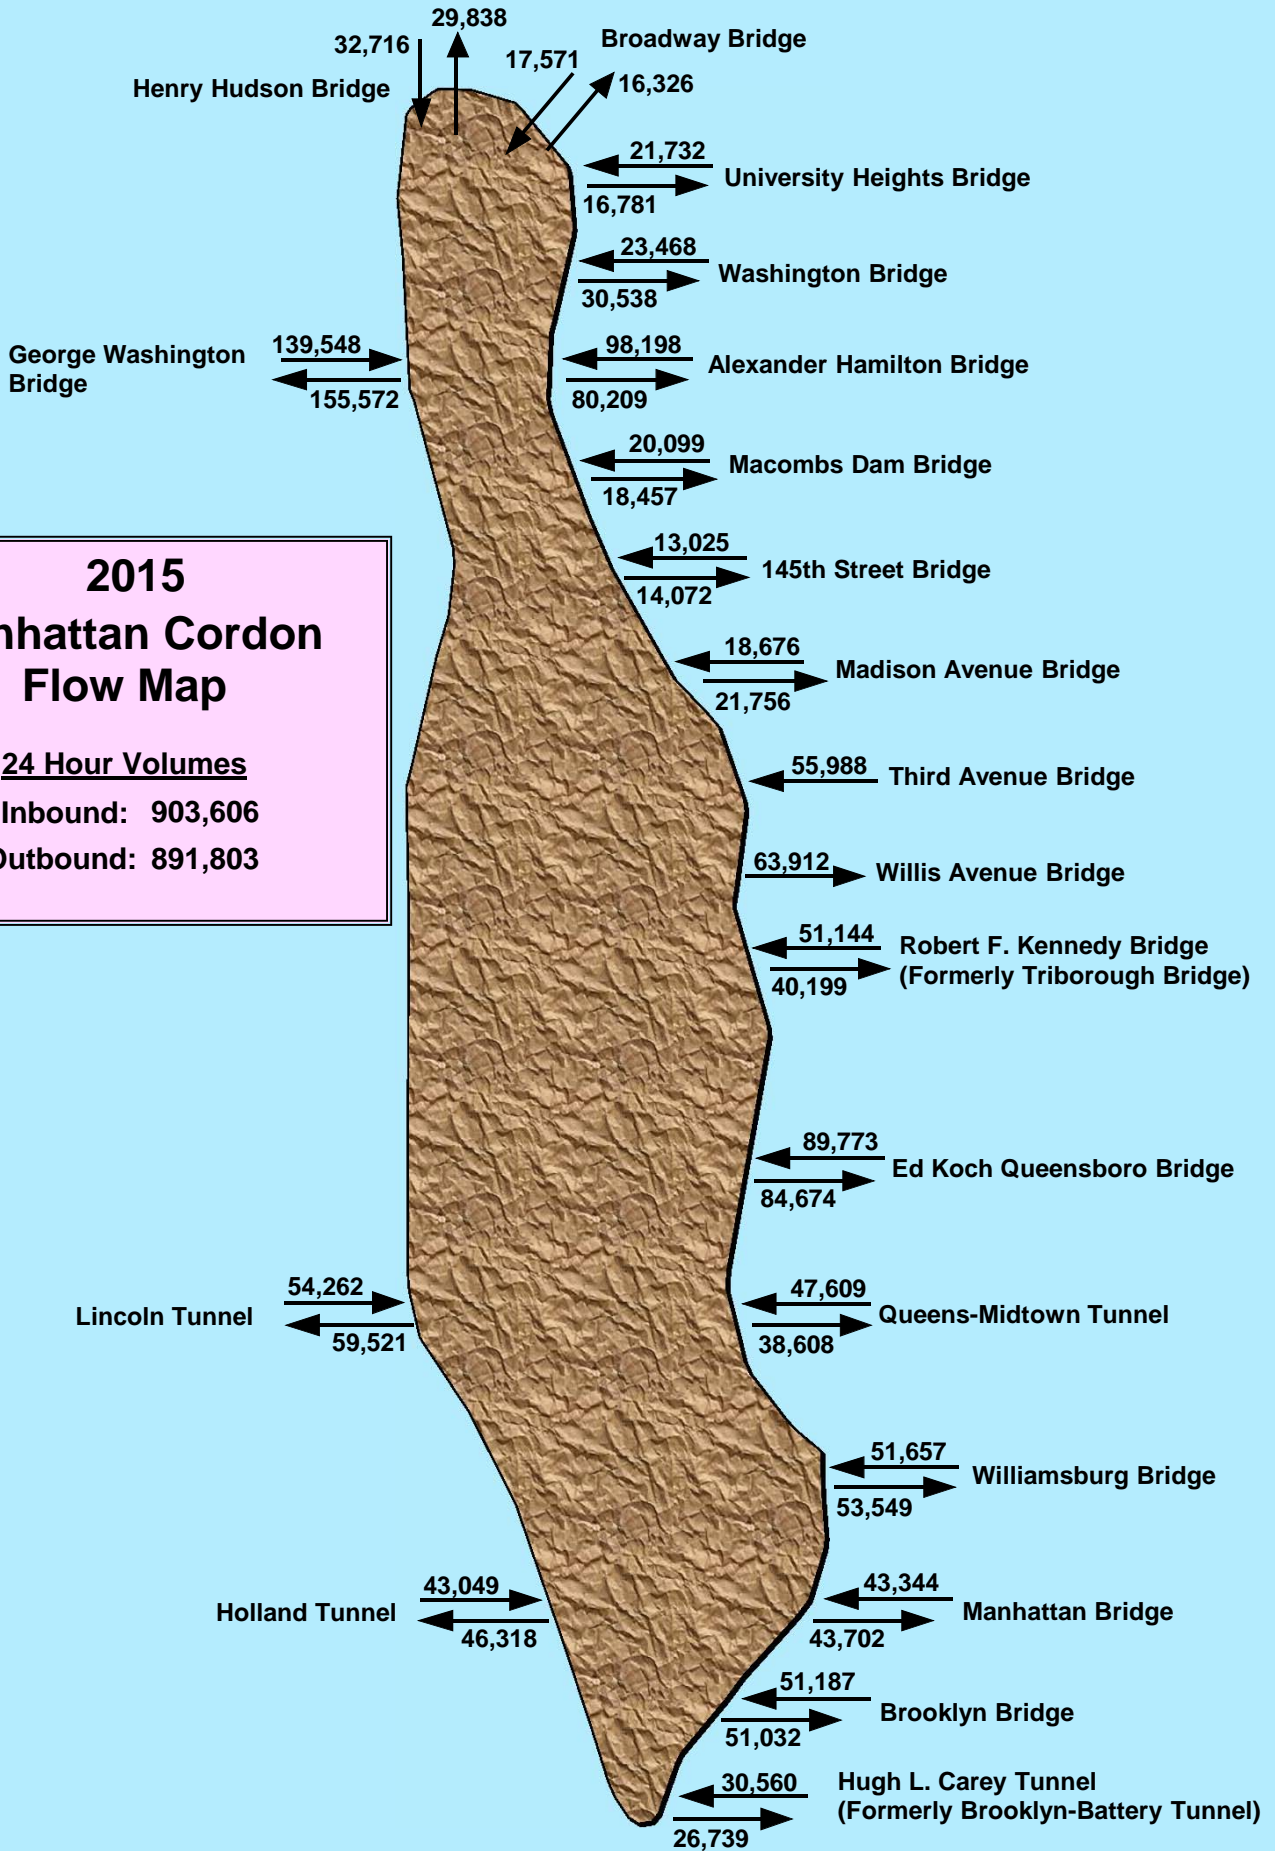 29,838
32,716
Broadway Bridge
17,571
16,326
Henry Hudson Bridge
21,732
University Heights Bridge
16,781
23,468
Washington Bridge
30,538
George Washington
Bridge
139,548
155,572
98,198
Alexander Hamilton Bridge
80,209
20,099
Macombs Dam Bridge
18,457
13,025
145th Street Bridge
14,072
2015
nhattan Cordon
Flow Map
24 Hour Volumes
Inbound: 903,606
Outbound: 891,803
18,676
Madison Avenue Bridge
21,756
55,988
Third Avenue Bridge
63,912
Willis Avenue Bridge
51,144
Robert F. Kennedy Bridge
(Formerly Triborough Bridge)
40,199
89,773
Ed Koch Queensboro Bridge
84,674
54,262
Lincoln Tunnel
59,521
47,609
Queens-Midtown Tunnel
38,608
51,657
Williamsburg Bridge
53,549
43,049
Holland Tunnel
46,318
43,344
Manhattan Bridge
43,702
51,187
Brooklyn Bridge
51,032
30,560
Hugh L. Carey Tunnel
(Formerly Brooklyn-Battery Tunnel)
26,739